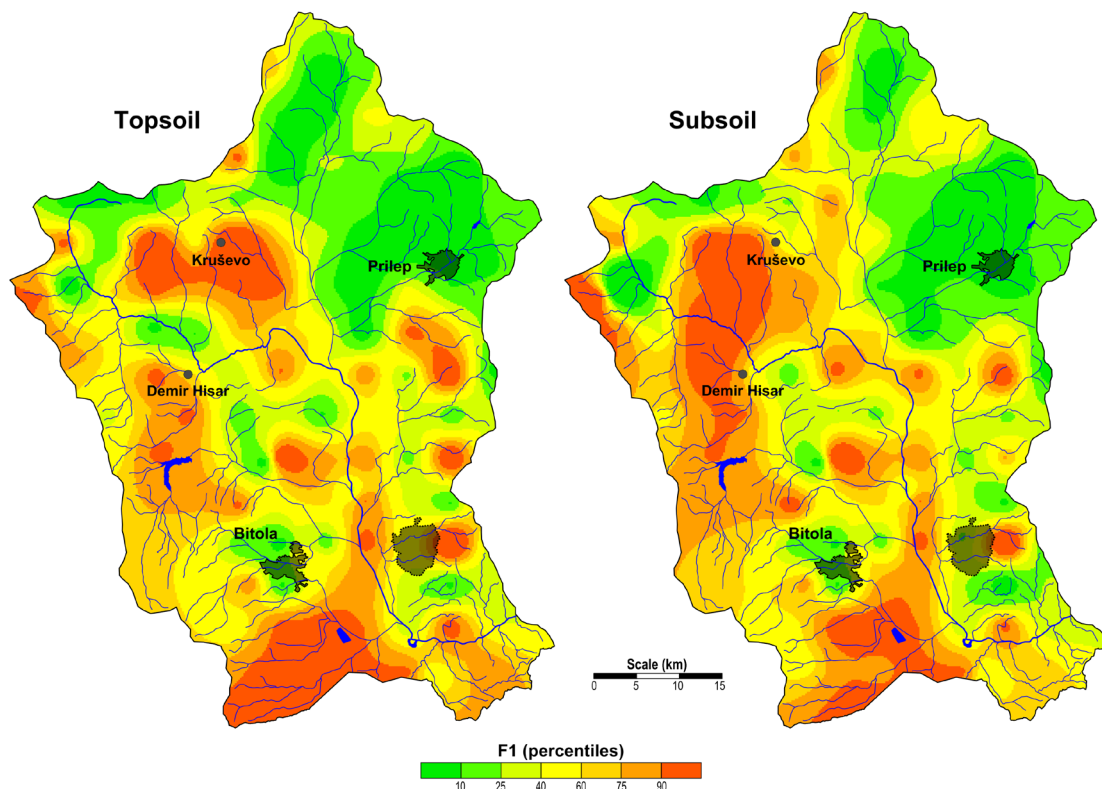 Topsoil
Subsoil
Kruševo
Prilep
Demir Hisar
Bitola
Kruševo
Prilep
Demir Hisar
Bitola
Scale (km)
0 5 10 15
F1 (percentiles)
10 25 40 60 75 90